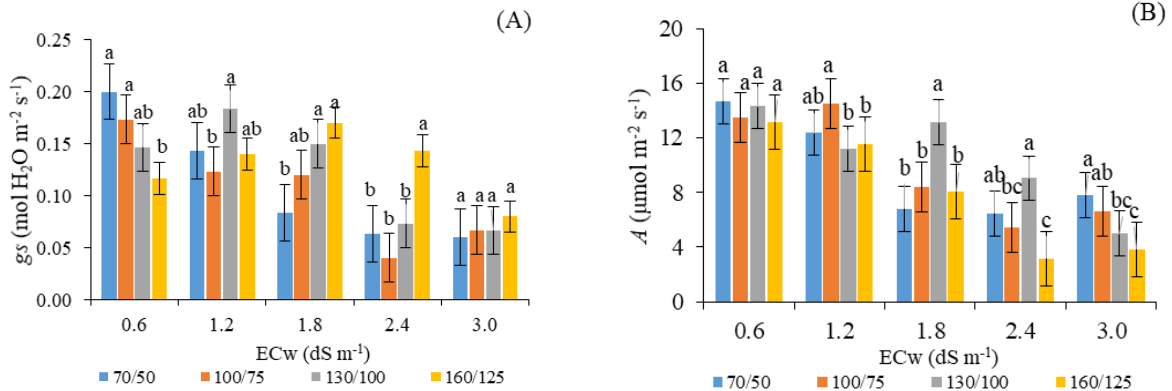 (A)
gs (mol H₂O m⁻² s⁻¹)
0.25
0.20
0.15
0.10
0.05
0.00
a a ab b
ab b a ab
b a a a
b b b a
a a a a
0.6 1.2 1.8 2.4 3.0
ECw (dS m⁻¹)
70/50 100/75 130/100 160/125
(B)
A (μmol m⁻² s⁻¹)
20
16
12
8
4
0
a a a a
ab a b b
b b a b
ab bc a c
a ab bc c
0.6 1.2 1.8 2.4 3.0
ECw (dS m⁻¹)
70/50 100/75 130/100 160/125